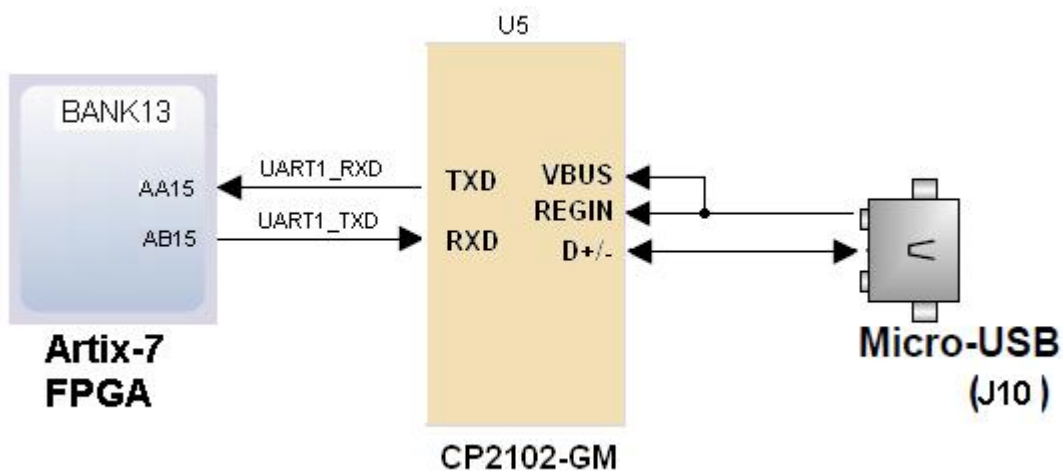 U5
BANK13
AA15
AB15
UART1_RXD
UART1_TXD
TXD
RXD
VBUS
REGIN
D+/-
Artix-7
FPGA
CP2102-GM
Micro-USB
(J10 )